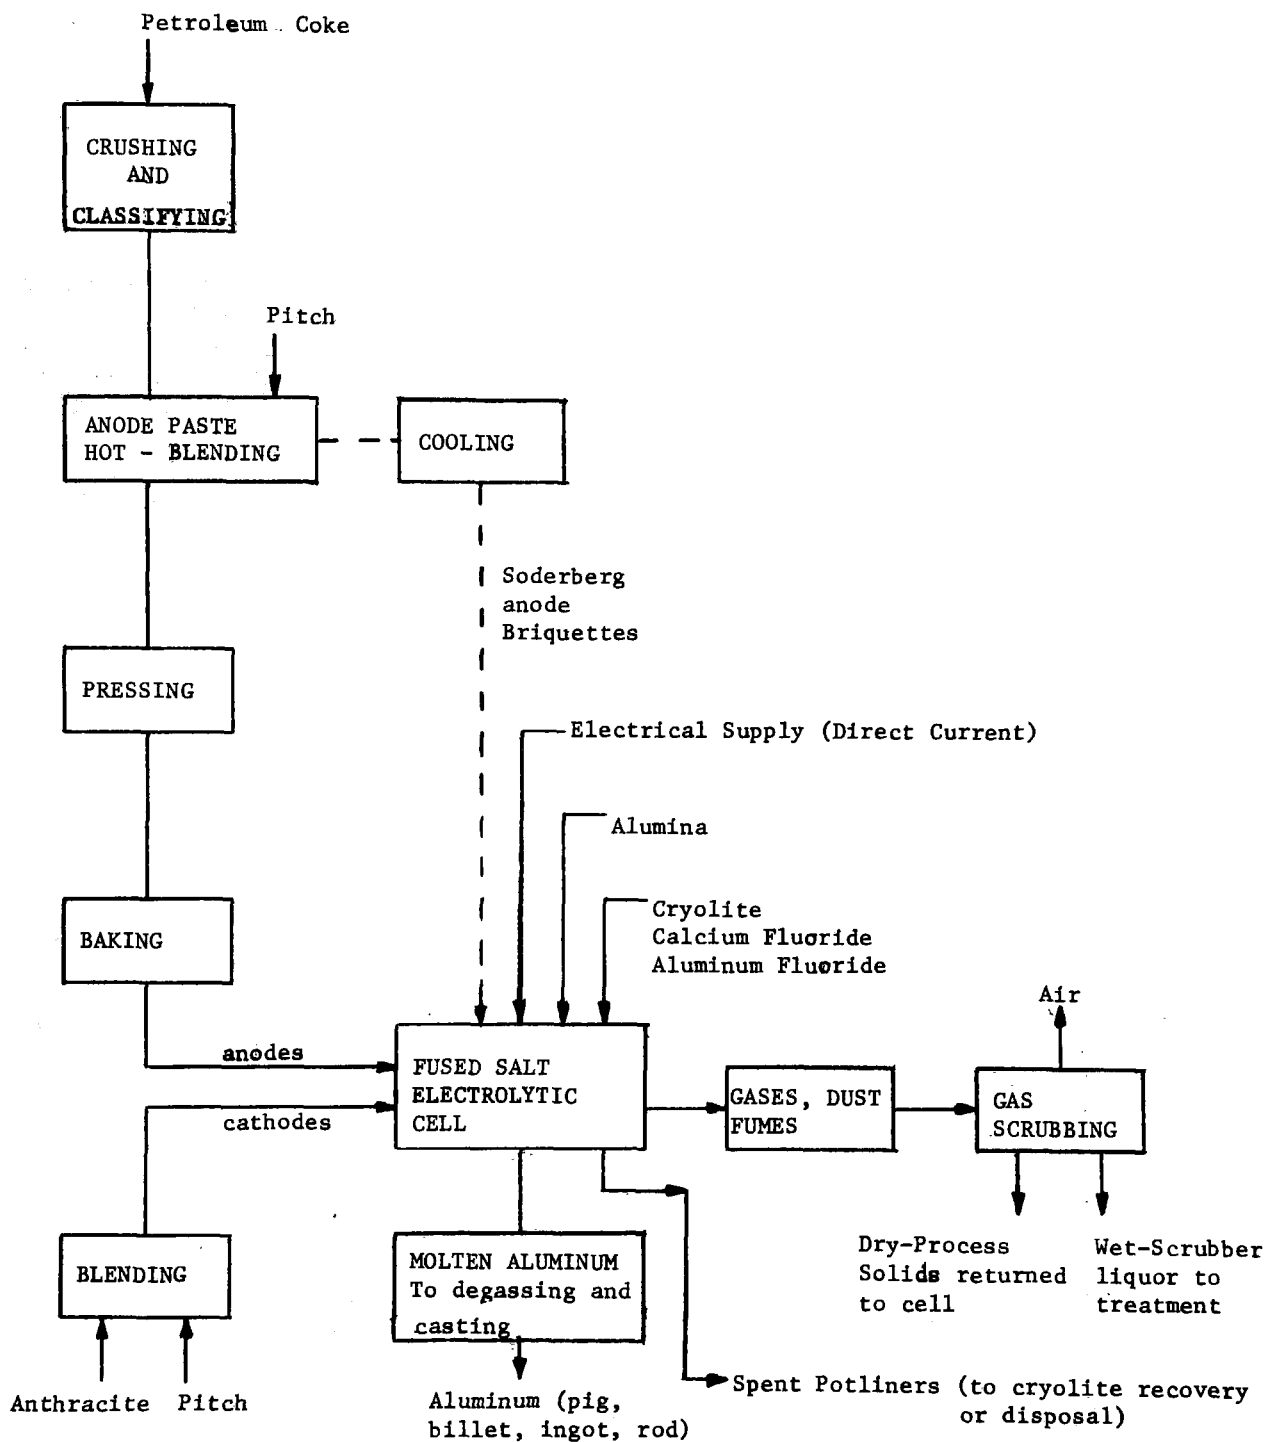 Petroleum Coke
CRUSHING
AND
CLASSIFYING
Pitch
ANODE PASTE
HOT - BLENDING
COOLING
Soderberg
anode
Briquettes
PRESSING
Electrical Supply (Direct Current)
Alumina
BAKING
Cryolite
Calcium Fluoride
Aluminum Fluoride
Air
anodes
cathodes
FUSED SALT
ELECTROLYTIC
CELL
GASES, DUST
FUMES
GAS
SCRUBBING
Dry-Process
Solids returned
to cell
Wet-Scrubber
liquor to
treatment
BLENDING
MOLTEN ALUMINUM
To degassing and
casting
Anthracite
Pitch
Aluminum (pig,
billet, ingot, rod)
Spent Potliners (to cryolite recovery
or disposal)